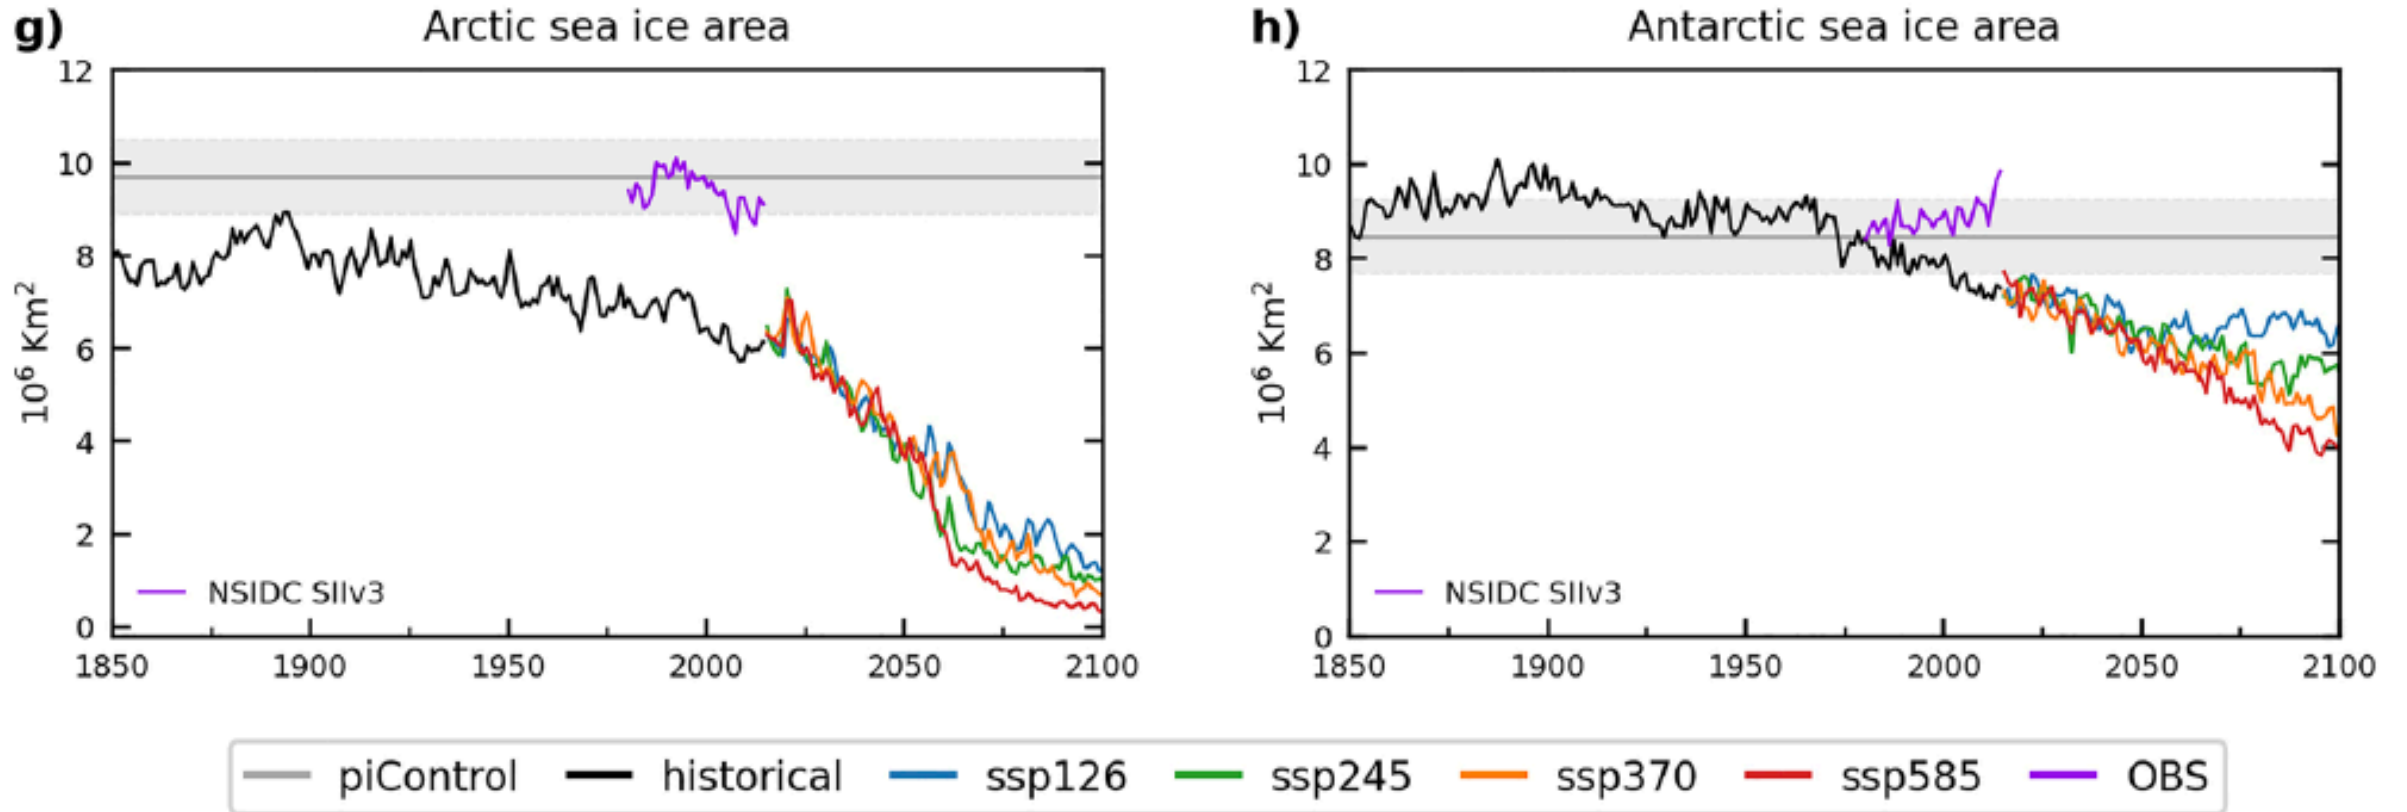 g) Arctic sea ice area
12
10
8
6
4
2
0
10⁶ Km²
NSIDC SIIv3
1850 1900 1950 2000 2050 2100
h) Antarctic sea ice area
12
10
8
6
4
2
0
10⁶ Km²
NSIDC SIIv3
1850 1900 1950 2000 2050 2100
piControl historical ssp126 ssp245 ssp370 ssp585 OBS